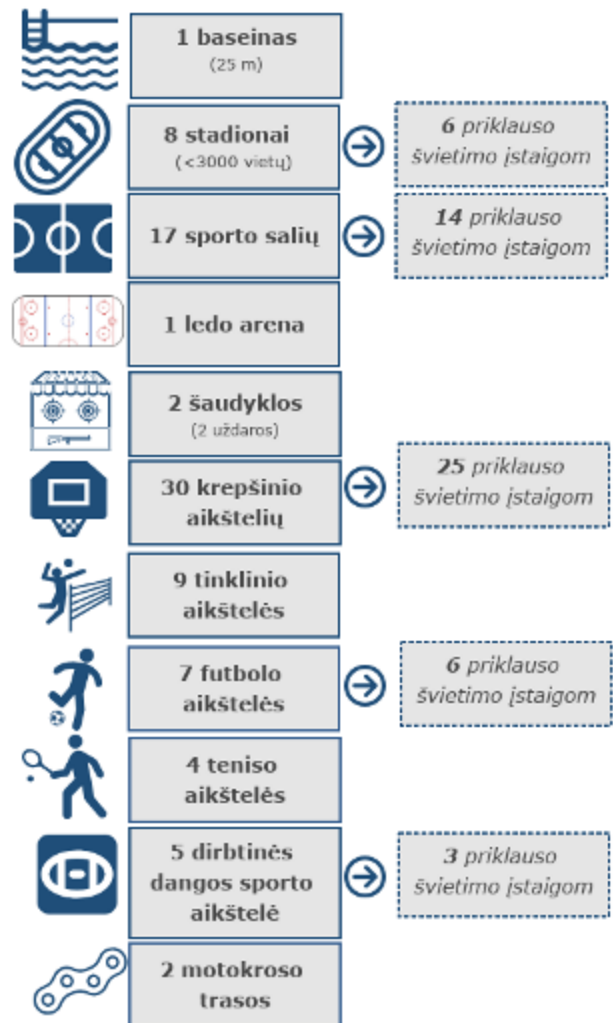 1 baseinas
(25 m)
8 stadionai
(<3000 vietų)
6 priklauso
švietimo įstaigom
17 sporto salių
14 priklauso
švietimo įstaigom
1 ledo arena
2 šaudyklos
(2 uždaros)
30 krepšinio
aikštelių
25 priklauso
švietimo įstaigom
9 tinklinio
aikštelės
7 futbolo
aikštelės
6 priklauso
švietimo įstaigom
4 teniso
aikštelės
5 dirbtinės
dangos sporto
aikštelė
3 priklauso
švietimo įstaigom
2 motokroso
trasos